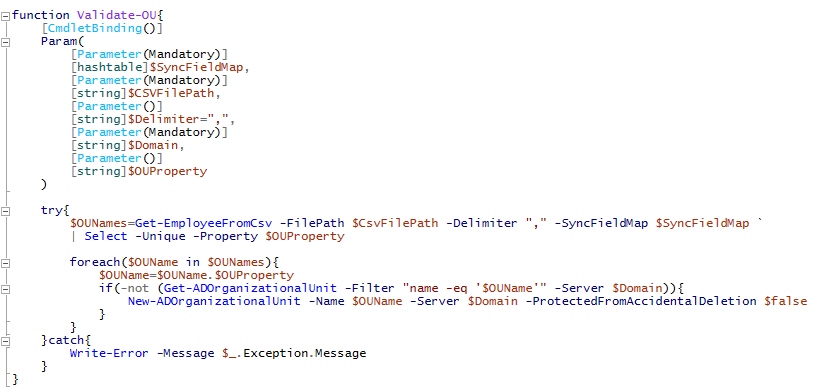 function Validate-OU{
    [CmdletBinding()]
    Param(
        [Parameter(Mandatory)]
        [hashtable]$SyncFieldMap,
        [Parameter(Mandatory)]
        [string]$CSVFilePath,
        [Parameter()]
        [string]$Delimiter=",",
        [Parameter(Mandatory)]
        [string]$Domain,
        [Parameter()]
        [string]$OUProperty
    )

    try{
        $OUNames=Get-EmployeeFromCsv -FilePath $CsvFilePath -Delimiter "," -SyncFieldMap $SyncFieldMap `
        | Select -Unique -Property $OUProperty

        foreach($OUName in $OUNames){
            $OUName=$OUName.$OUProperty
            if(-not (Get-ADOrganizationalUnit -Filter "name -eq '$OUName'" -Server $Domain)){
                New-ADOrganizationalUnit -Name $OUName -Server $Domain -ProtectedFromAccidentalDeletion $false
            }
        }
    }catch{
        Write-Error -Message $_.Exception.Message
    }
}